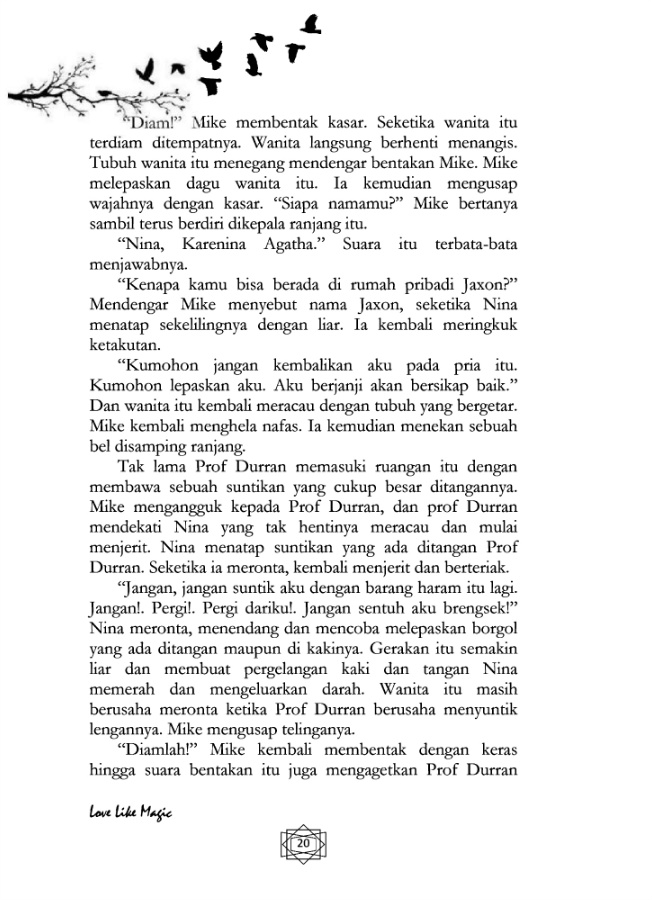 “Diam!” Mike membentak kasar. Seketika wanita itu
terdiam ditempatnya. Wanita langsung berhenti menangis.
Tubuh wanita itu menegang mendengar bentakan Mike. Mike
melepaskan dagu wanita itu. Ia kemudian mengusap
wajahnya dengan kasar. “Siapa namamu?” Mike bertanya
sambil terus berdiri dikepala ranjang itu.
“Nina, Karenina Agatha.” Suara itu terbata-bata
menjawabnya.
“Kenapa kamu bisa berada di rumah pribadi Jaxon?”
Mendengar Mike menyebut nama Jaxon, seketika Nina
menatap sekelilingnya dengan liar. Ia kembali meringkuk
ketakutan.
“Kumohon jangan kembalikan aku pada pria itu.
Kumohon lepaskan aku. Aku berjanji akan bersikap baik.”
Dan wanita itu kembali meracau dengan tubuh yang bergetar.
Mike kembali menghela nafas. Ia kemudian menekan sebuah
bel disamping ranjang.
Tak lama Prof Durran memasuki ruangan itu dengan
membawa sebuah suntikan yang cukup besar ditangannya.
Mike mengangguk kepada Prof Durran, dan prof Durran
mendekati Nina yang tak hentinya meracau dan mulai
menjerit. Nina menatap suntikan yang ada ditangan Prof
Durran. Seketika ia meronta, kembali menjerit dan berteriak.
“Jangan, jangan suntik aku dengan barang haram itu lagi.
Jangan!. Pergi!. Pergi dariku!. Jangan sentuh aku brengsek!”
Nina meronta, menendang dan mencoba melepaskan borgol
yang ada ditangan maupun di kakinya. Gerakan itu semakin
liar dan membuat pergelangan kaki dan tangan Nina
memerah dan mengeluarkan darah. Wanita itu masih
berusaha meronta ketika Prof Durran berusaha menyuntik
lengannya. Mike mengusap telinganya.
“Diamlah!” Mike kembali membentak dengan keras
hingga suara bentakan itu juga mengagetkan Prof Durran
Love Like Magic
20